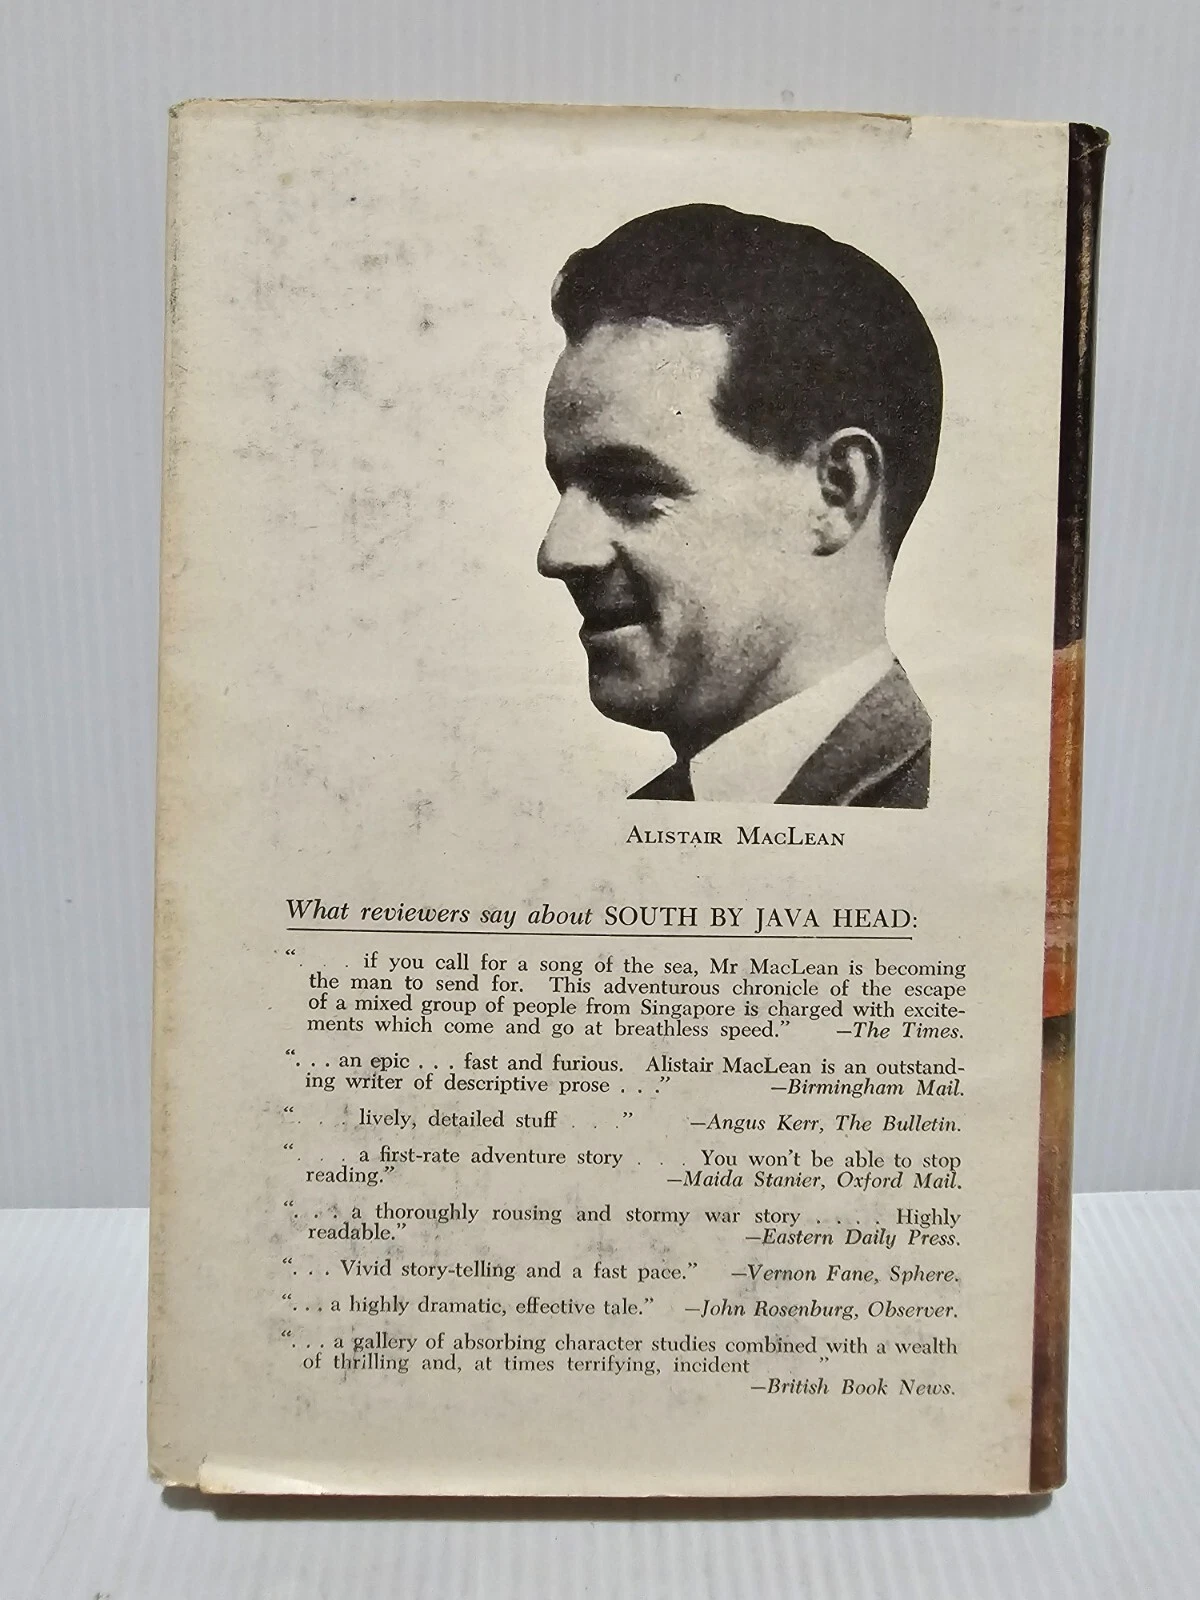 ALISTAIR MACLEAN
What reviewers say about SOUTH BY JAVA HEAD:
“ . . . if you call for a song of the sea, Mr MacLean is becoming
the man to send for. This adventurous chronicle of the escape
of a mixed group of people from Singapore is charged with excite-
ments which come and go at breathless speed.” —The Times.
“. . . an epic . . . fast and furious. Alistair MacLean is an outstand-
ing writer of descriptive prose . . .” —Birmingham Mail.
“ . . . lively, detailed stuff . . .” —Angus Kerr, The Bulletin.
“ . . . a first-rate adventure story . . . You won’t be able to stop
reading.” —Maida Stanier, Oxford Mail.
“. . . a thoroughly rousing and stormy war story . . . . Highly
readable.” —Eastern Daily Press.
“. . . Vivid story-telling and a fast pace.” —Vernon Fane, Sphere.
“. . . a highly dramatic, effective tale.” —John Rosenburg, Observer.
“. . . a gallery of absorbing character studies combined with a wealth
of thrilling and, at times terrifying, incident ”
—British Book News.